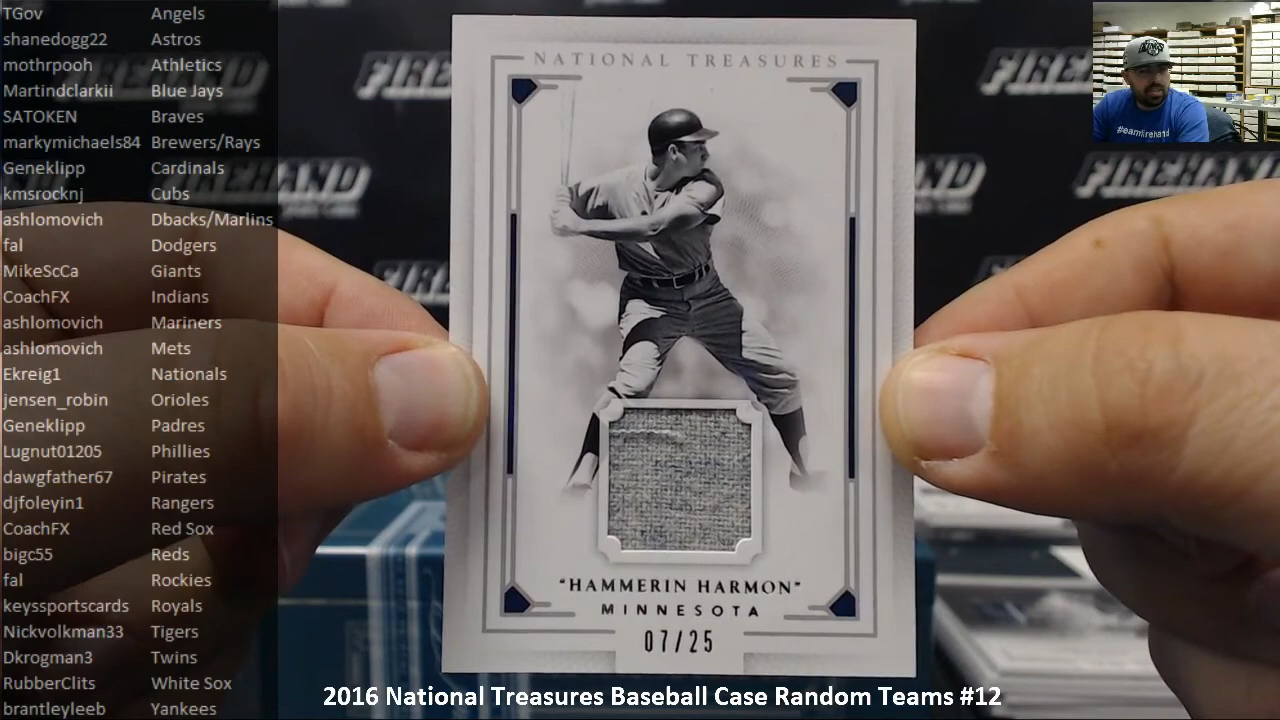 TGov Angels
shanedogg22 Astros
mothrpooh Athletics
Martindclarkii Blue Jays
SATOKEN Braves
markymichaels84 Brewers/Rays
Geneklipp Cardinals
kmsrocknj Cubs
ashlomovich Dbacks/Marlins
fal Dodgers
MikeScCa Giants
CoachFX Indians
ashlomovich Mariners
ashlomovich Mets
Ekreig1 Nationals
jensen_robin Orioles
Geneklipp Padres
Lugnut01205 Phillies
dawgfather67 Pirates
djfoleyin1 Rangers
CoachFX Red Sox
bigc55 Reds
fal Rockies
keyssportscards Royals
Nickvolkman33 Tigers
Dkrogman3 Twins
RubberClits White Sox
brantleyleeb Yankees
NATIONAL TREASURES
"HAMMERIN HARMON"
MINNESOTA
07/25
FIREHAND
KINGS
#teamfirehand
2016 National Treasures Baseball Case Random Teams #12